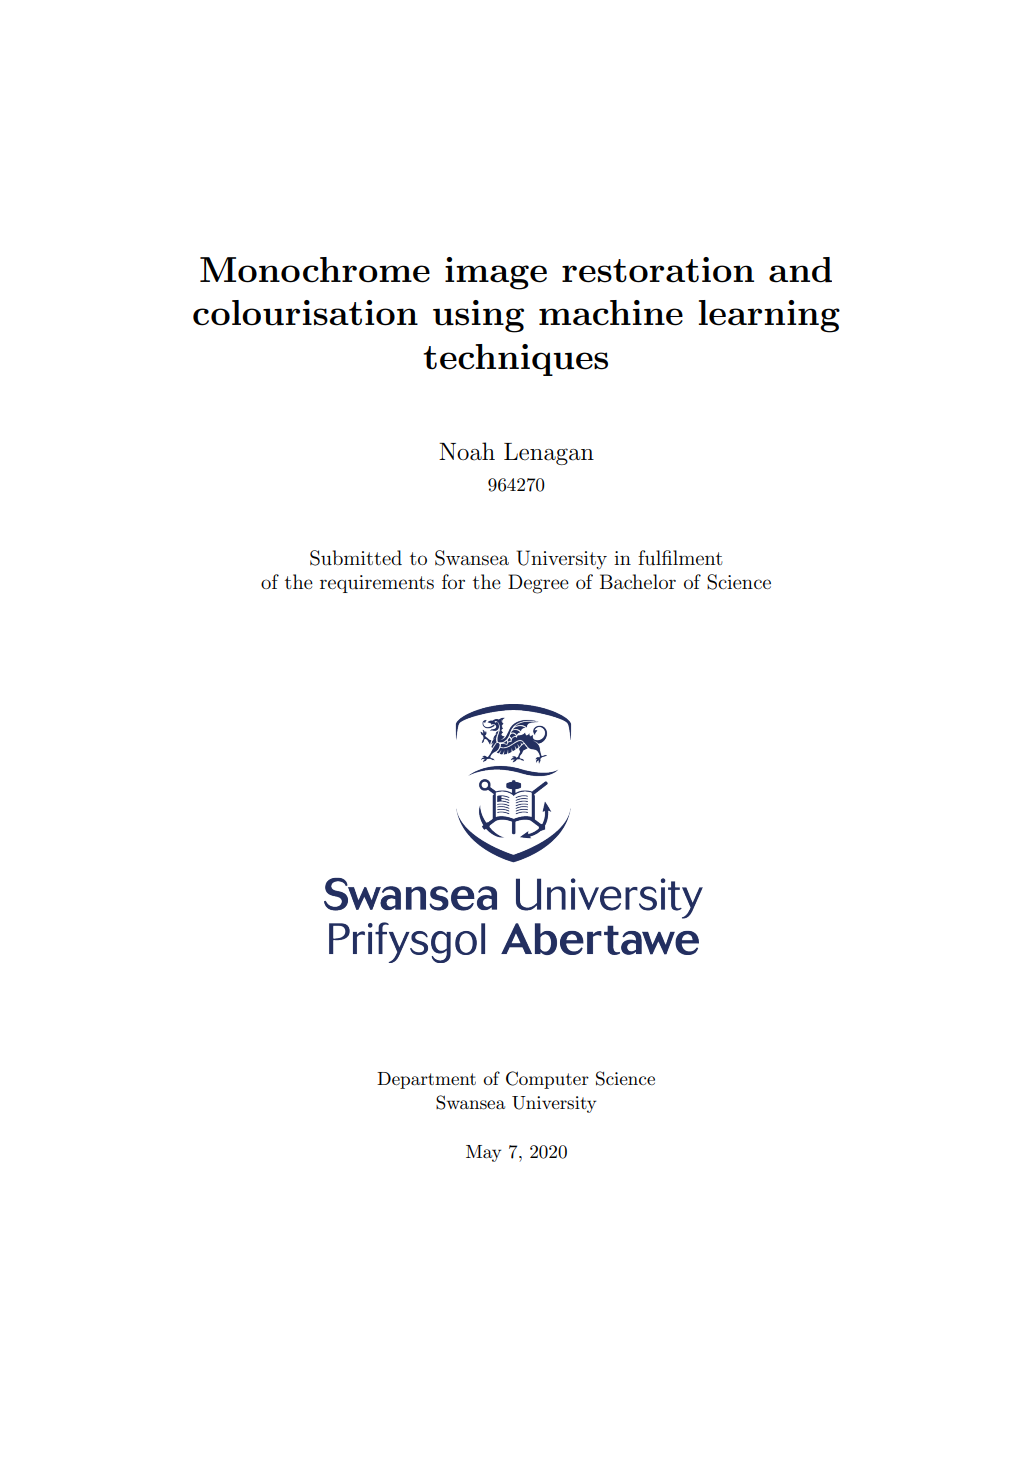 Monochrome image restoration and
colourisation using machine learning
techniques
Noah Lenagan
964270
Submitted to Swansea University in fulfilment
of the requirements for the Degree of Bachelor of Science
Swansea University
Prifysgol Abertawe
Department of Computer Science
Swansea University
May 7, 2020